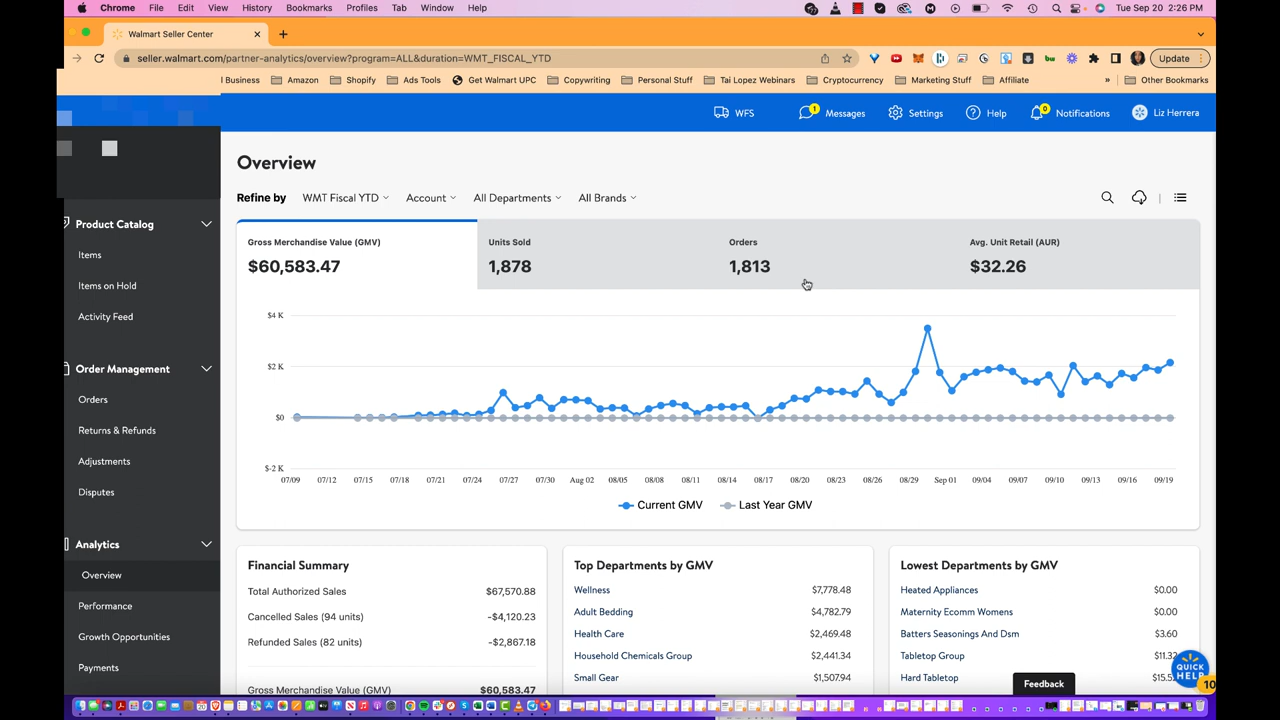 Chrome File Edit View History Bookmarks Profiles Tab Window Help Tue Sep 20 2:26 PM
Walmart Seller Center
seller.walmart.com/partner-analytics/overview?program=ALL&duration=WMT_FISCAL_YTD Update
Business Amazon Shopify Ads Tools Get Walmart UPC Copywriting Personal Stuff Tai Lopez Webinars Cryptocurrency Marketing Stuff Affiliate » Other Bookmarks
WFS 1 Messages Settings Help 0 Notifications Liz Herrera
Overview
Refine by WMT Fiscal YTD Account All Departments All Brands
Product Catalog
Items
Items on Hold
Activity Feed
Order Management
Orders
Returns & Refunds
Adjustments
Disputes
Analytics
Overview
Performance
Growth Opportunities
Payments
Gross Merchandise Value (GMV) Units Sold Orders Avg. Unit Retail (AUR)
$60,583.47 1,878 1,813 $32.26
$4 K
$2 K
$0
$-2 K
07/09 07/12 07/15 07/18 07/21 07/24 07/27 07/30 Aug 02 08/05 08/08 08/11 08/14 08/17 08/20 08/23 08/26 08/29 Sep 01 09/04 09/07 09/10 09/13 09/16 09/19
Current GMV Last Year GMV
Financial Summary
Total Authorized Sales $67,570.88
Cancelled Sales (94 units) -$4,120.23
Refunded Sales (82 units) -$2,867.18
Gross Merchandise Value (GMV) $60,583.47
Top Departments by GMV
Wellness $7,778.48
Adult Bedding $4,782.79
Health Care $2,469.48
Household Chemicals Group $2,441.34
Small Gear $1,507.94
Lowest Departments by GMV
Heated Appliances $0.00
Maternity Ecomm Womens $0.00
Batters Seasonings And Dsm $3.60
Tabletop Group $11.32
Hard Tabletop
Feedback
QUICK
HELP
10